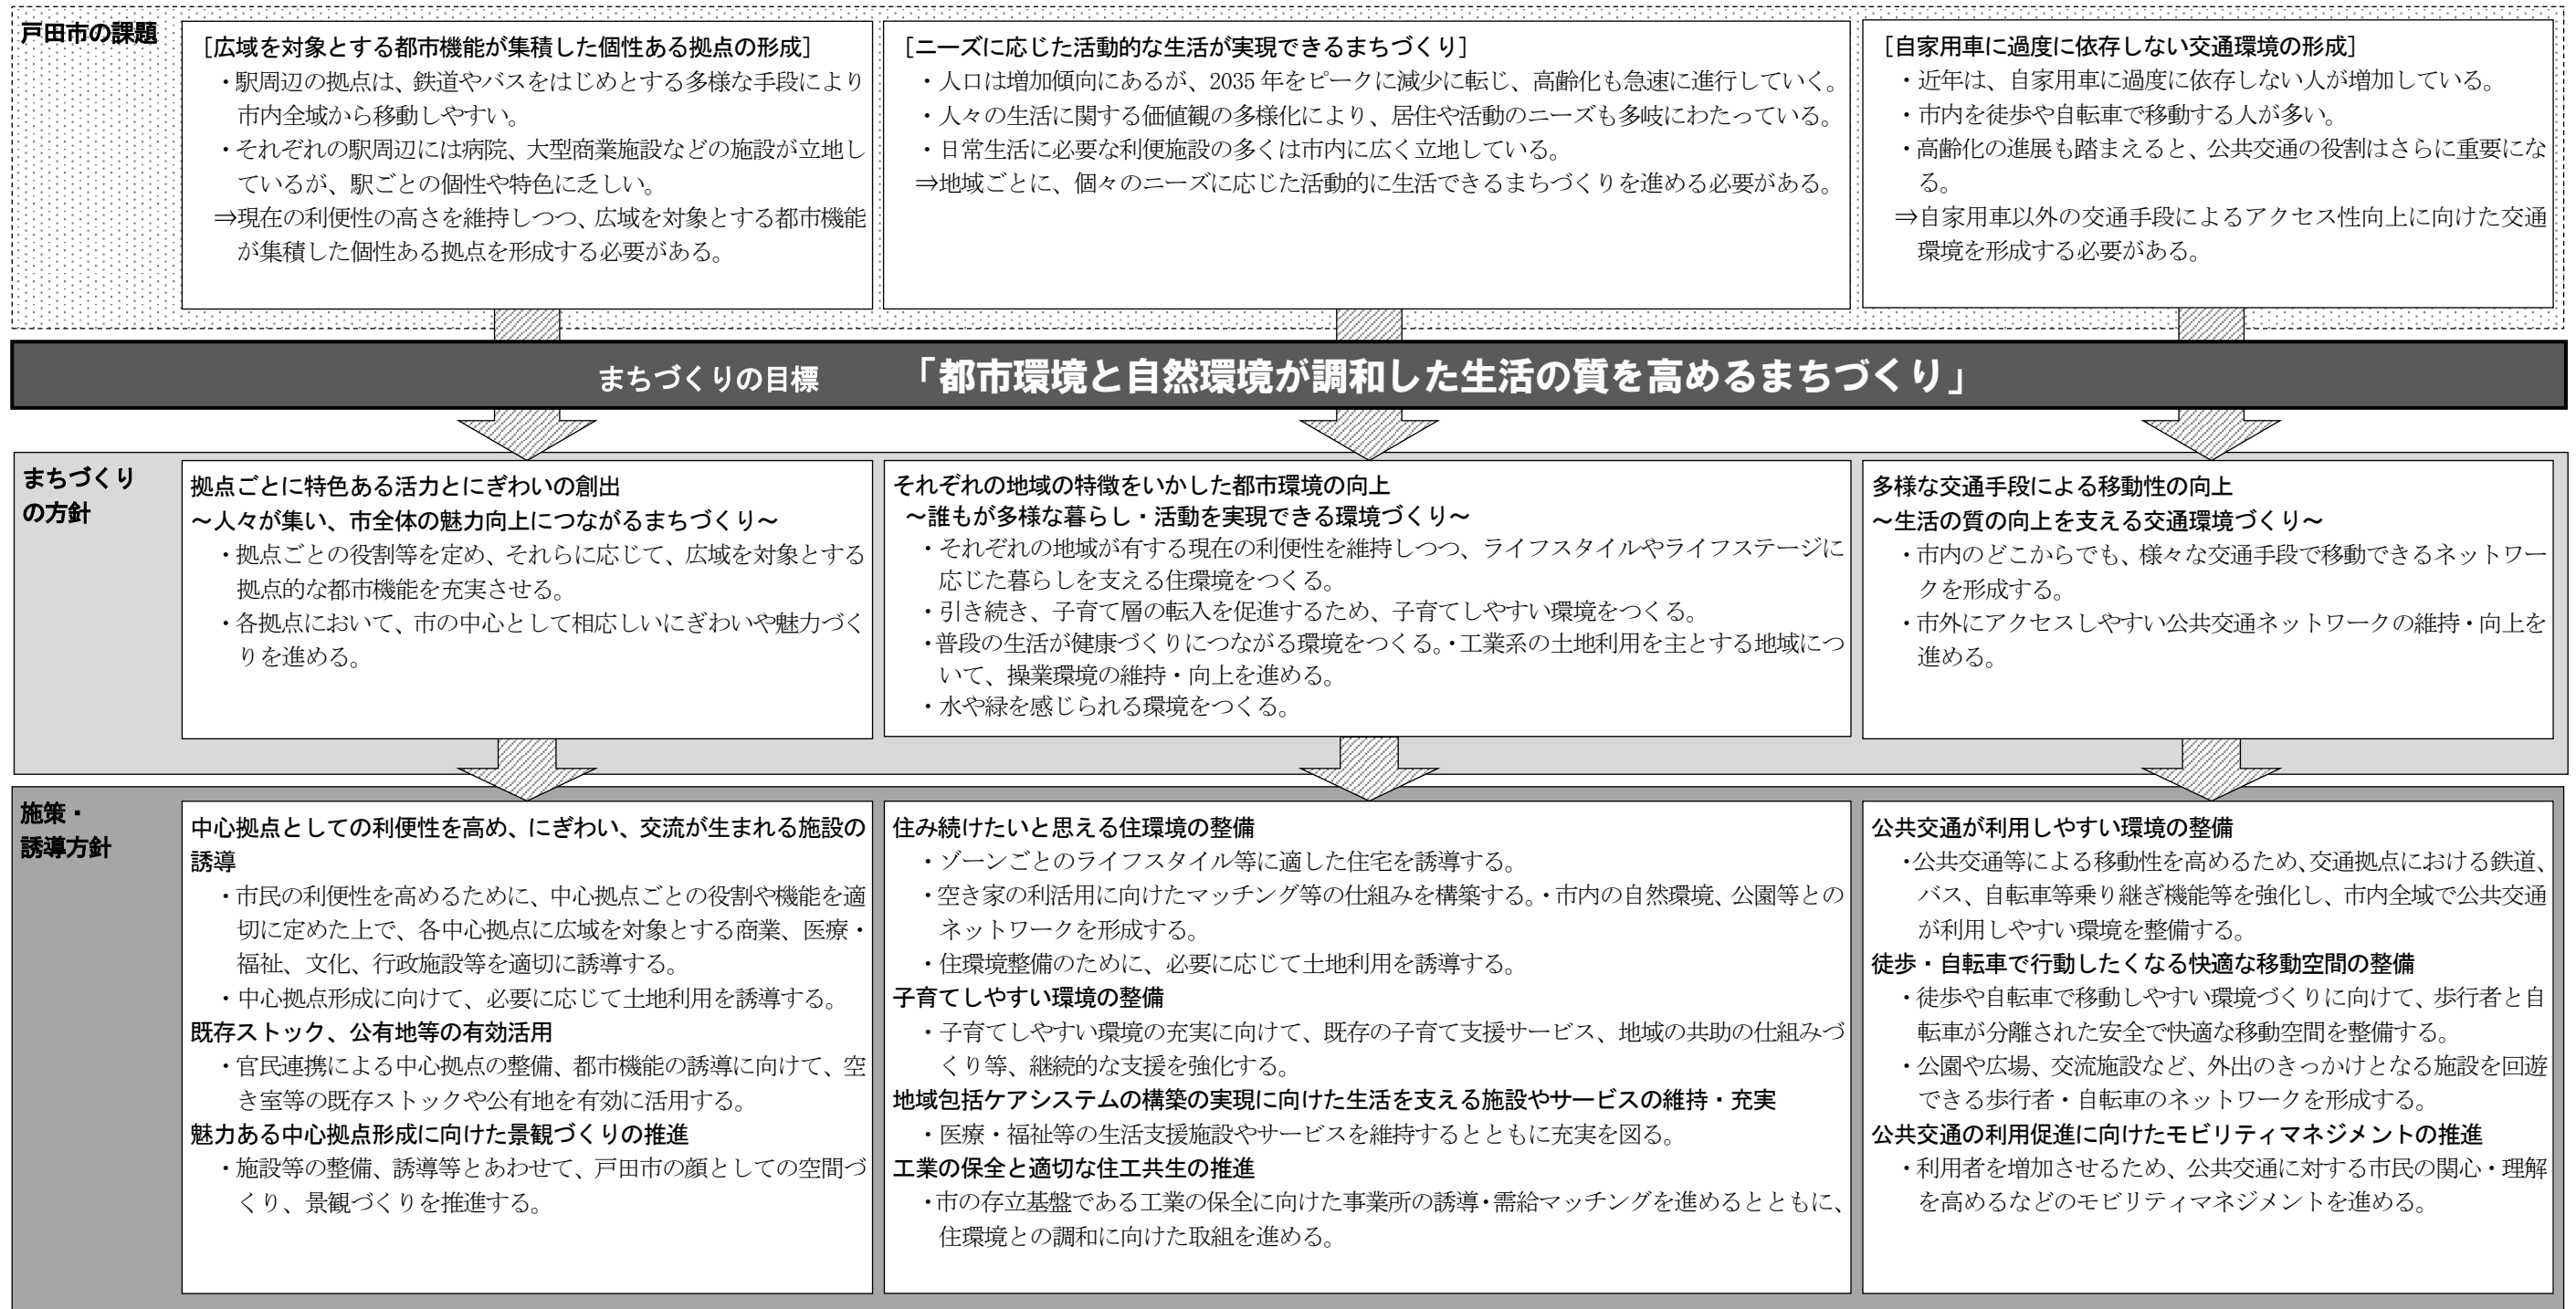 戸田市の課題
［広域を対象とする都市機能が集積した個性ある拠点の形成］
・駅周辺の拠点は、鉄道やバスをはじめとする多様な手段により
市内全域から移動しやすい。
・それぞれの駅周辺には病院、大型商業施設などの施設が立地し
ているが、駅ごとの個性や特色に乏しい。
⇒現在の利便性の高さを維持しつつ、広域を対象とする都市機能
が集積した個性ある拠点を形成する必要がある。
［ニーズに応じた活動的な生活が実現できるまちづくり］
・人口は増加傾向にあるが、2035 年をピークに減少に転じ、高齢化も急速に進行していく。
・人々の生活に関する価値観の多様化により、居住や活動のニーズも多岐にわたっている。
・日常生活に必要な利便施設の多くは市内に広く立地している。
⇒地域ごとに、個々のニーズに応じた活動的に生活できるまちづくりを進める必要がある。
［自家用車に過度に依存しない交通環境の形成］
・近年は、自家用車に過度に依存しない人が増加している。
・市内を徒歩や自転車で移動する人が多い。
・高齢化の進展も踏まえると、公共交通の役割はさらに重要にな
る。
⇒自家用車以外の交通手段によるアクセス性向上に向けた交通
環境を形成する必要がある。
まちづくりの目標　「都市環境と自然環境が調和した生活の質を高めるまちづくり」
まちづくり
の方針
拠点ごとに特色ある活力とにぎわいの創出
～人々が集い、市全体の魅力向上につながるまちづくり～
・拠点ごとの役割等を定め、それらに応じて、広域を対象とする
拠点的な都市機能を充実させる。
・各拠点において、市の中心として相応しいにぎわいや魅力づく
りを進める。
それぞれの地域の特徴をいかした都市環境の向上
～誰もが多様な暮らし・活動を実現できる環境づくり～
・それぞれの地域が有する現在の利便性を維持しつつ、ライフスタイルやライフステージに
応じた暮らしを支える住環境をつくる。
・引き続き、子育て層の転入を促進するため、子育てしやすい環境をつくる。
・普段の生活が健康づくりにつながる環境をつくる。・工業系の土地利用を主とする地域につ
いて、操業環境の維持・向上を進める。
・水や緑を感じられる環境をつくる。
多様な交通手段による移動性の向上
～生活の質の向上を支える交通環境づくり～
・市内のどこからでも、様々な交通手段で移動できるネットワー
クを形成する。
・市外にアクセスしやすい公共交通ネットワークの維持・向上を
進める。
施策・
誘導方針
中心拠点としての利便性を高め、にぎわい、交流が生まれる施設の
誘導
・市民の利便性を高めるために、中心拠点ごとの役割や機能を適
切に定めた上で、各中心拠点に広域を対象とする商業、医療・
福祉、文化、行政施設等を適切に誘導する。
・中心拠点形成に向けて、必要に応じて土地利用を誘導する。
既存ストック、公有地等の有効活用
・官民連携による中心拠点の整備、都市機能の誘導に向けて、空
き室等の既存ストックや公有地を有効に活用する。
魅力ある中心拠点形成に向けた景観づくりの推進
・施設等の整備、誘導等とあわせて、戸田市の顔としての空間づ
くり、景観づくりを推進する。
住み続けたいと思える住環境の整備
・ゾーンごとのライフスタイル等に適した住宅を誘導する。
・空き家の利活用に向けたマッチング等の仕組みを構築する。・市内の自然環境、公園等との
ネットワークを形成する。
・住環境整備のために、必要に応じて土地利用を誘導する。
子育てしやすい環境の整備
・子育てしやすい環境の充実に向けて、既存の子育て支援サービス、地域の共助の仕組みづ
くり等、継続的な支援を強化する。
地域包括ケアシステムの構築の実現に向けた生活を支える施設やサービスの維持・充実
・医療・福祉等の生活支援施設やサービスを維持するとともに充実を図る。
工業の保全と適切な住工共生の推進
・市の存立基盤である工業の保全に向けた事業所の誘導・需給マッチングを進めるとともに、
住環境との調和に向けた取組を進める。
公共交通が利用しやすい環境の整備
・公共交通等による移動性を高めるため、交通拠点における鉄道、
バス、自転車等乗り継ぎ機能等を強化し、市内全域で公共交通
が利用しやすい環境を整備する。
徒歩・自転車で行動したくなる快適な移動空間の整備
・徒歩や自転車で移動しやすい環境づくりに向けて、歩行者と自
転車が分離された安全で快適な移動空間を整備する。
・公園や広場、交流施設など、外出のきっかけとなる施設を回遊
できる歩行者・自転車のネットワークを形成する。
公共交通の利用促進に向けたモビリティマネジメントの推進
・利用者を増加させるため、公共交通に対する市民の関心・理解
を高めるなどのモビリティマネジメントを進める。